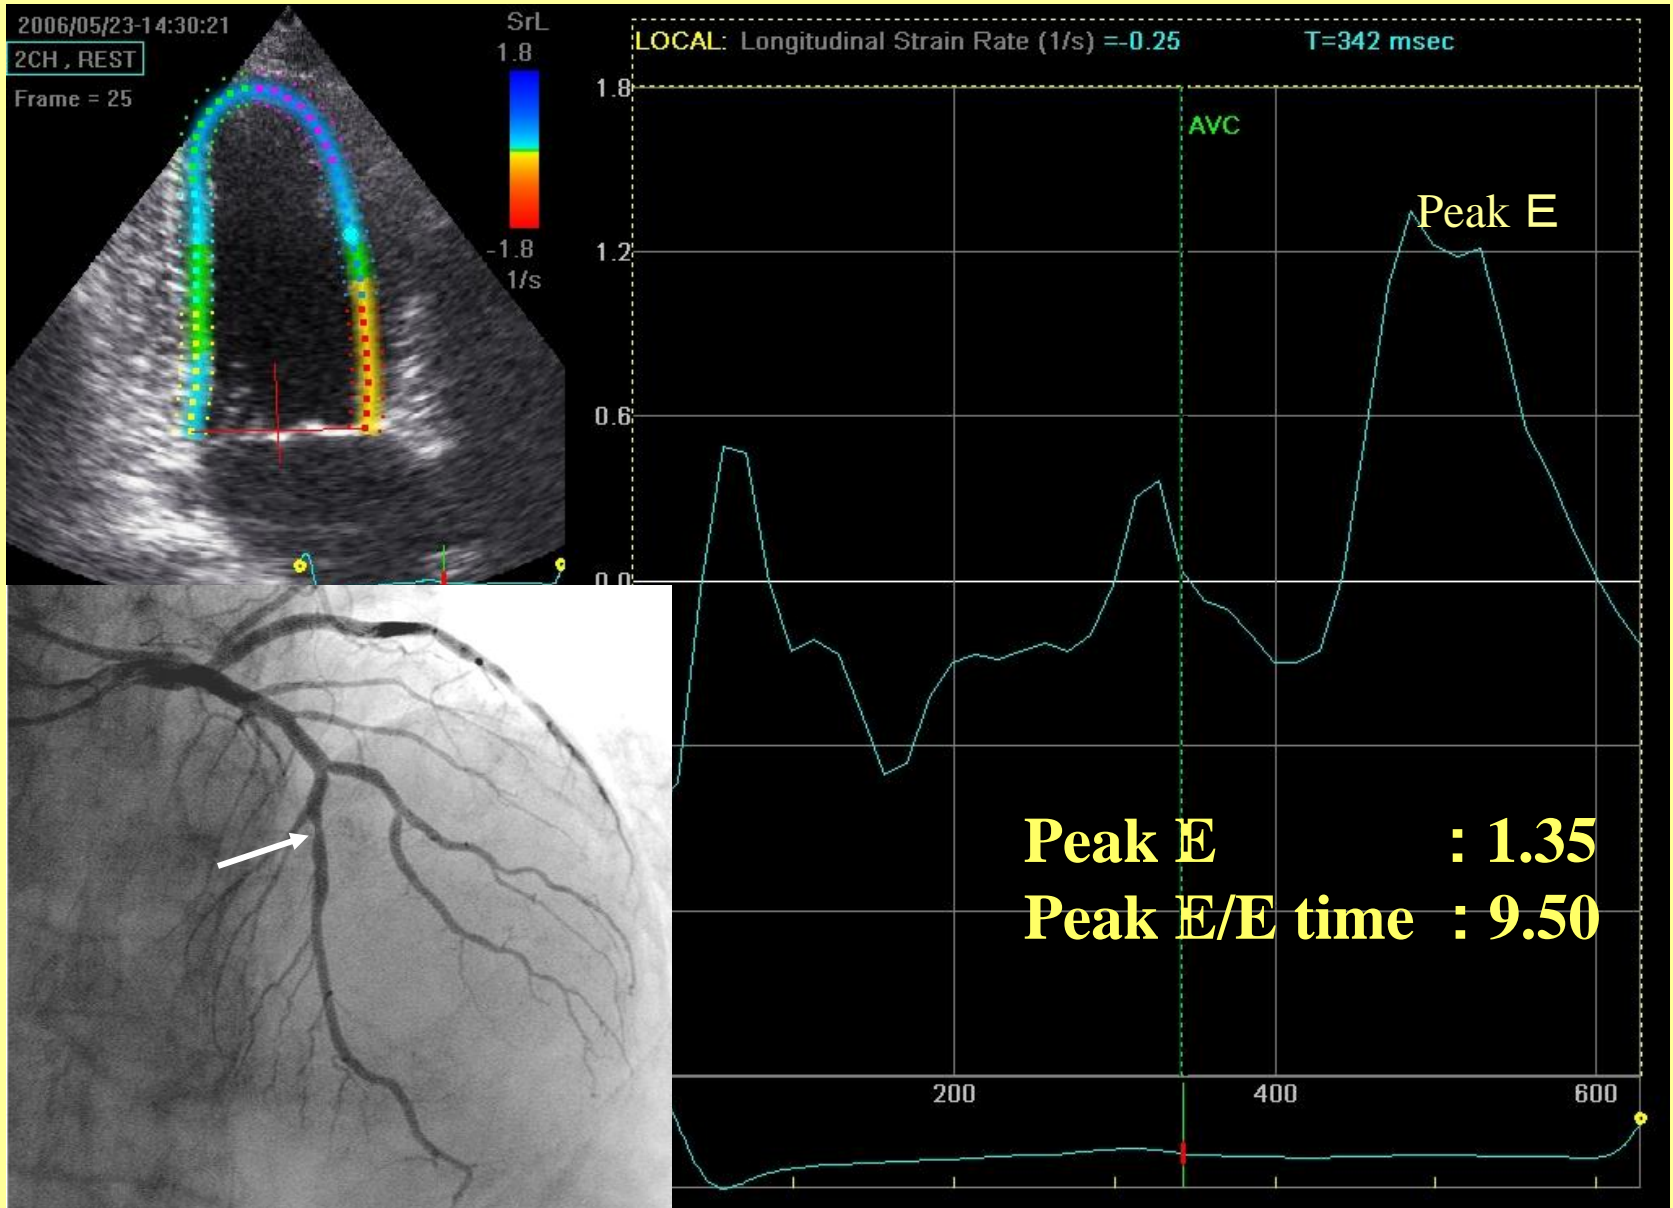 2006/05/23-14:30:21
2CH , REST
Frame = 25
SrL
1.8
-1.8
1/s
LOCAL: Longitudinal Strain Rate (1/s) =-0.25 T=342 msec
1.8
AVC
Peak E
1.2
0.6
0.0
Peak E : 1.35
Peak E/E time : 9.50
200 400 600